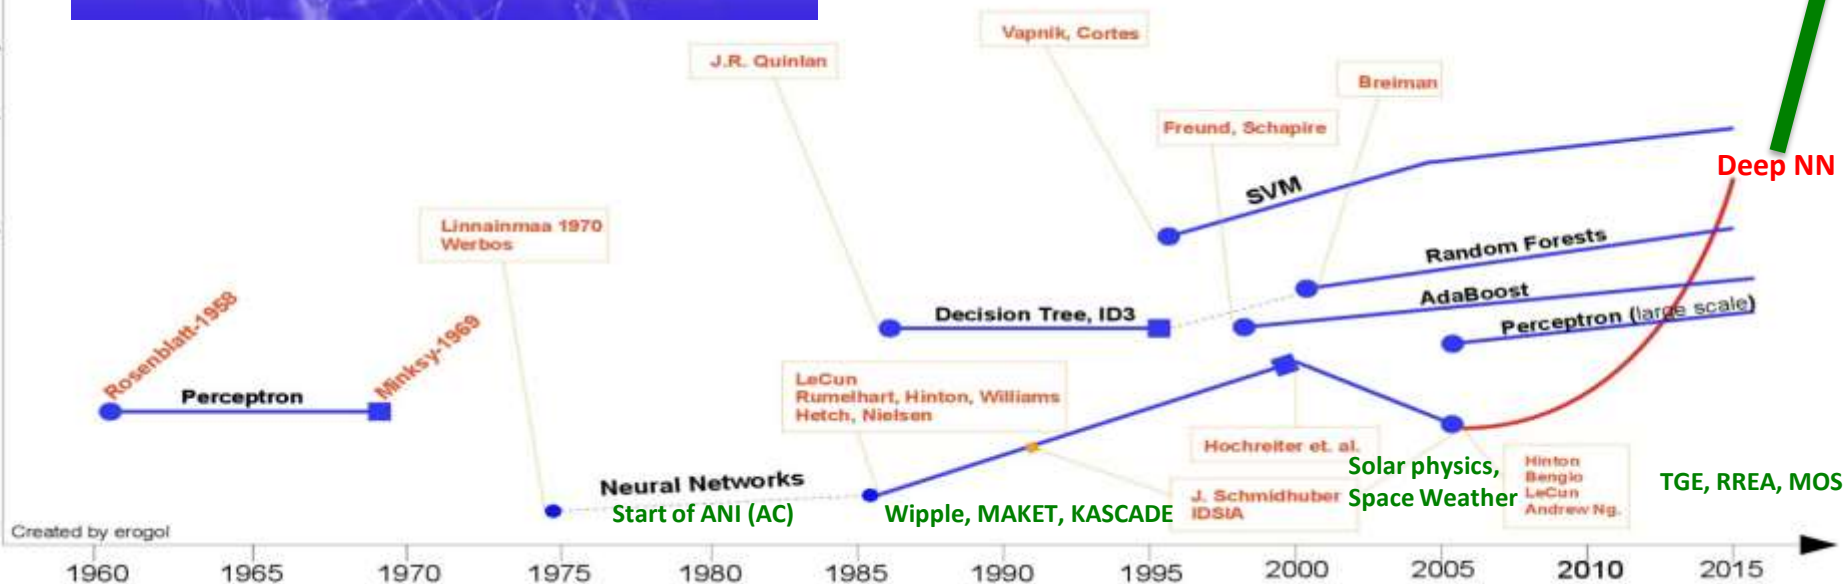 Vapnik, Cortes
J.R. Quinlan
Breiman
Freund, Schapire
Deep NN
SVM
Linnainmaa 1970
Werbos
Random Forests
AdaBoost
Decision Tree, ID3
Perceptron (large scale)
Rosenblatt-1958
Minksy-1969
Perceptron
LeCun
Rumelhart, Hinton, Williams
Hetch, Nielsen
Hochreiter et. al.
Neural Networks
Start of ANI (AC)
Wipple, MAKET, KASCADE
J. Schmidhuber
IDSIA
Solar physics,
Space Weather
Hinton
Bengio
LeCun
Andrew Ng.
TGE, RREA, MOS
Created by erogol
1960 1965 1970 1975 1980 1985 1990 1995 2000 2005 2010 2015